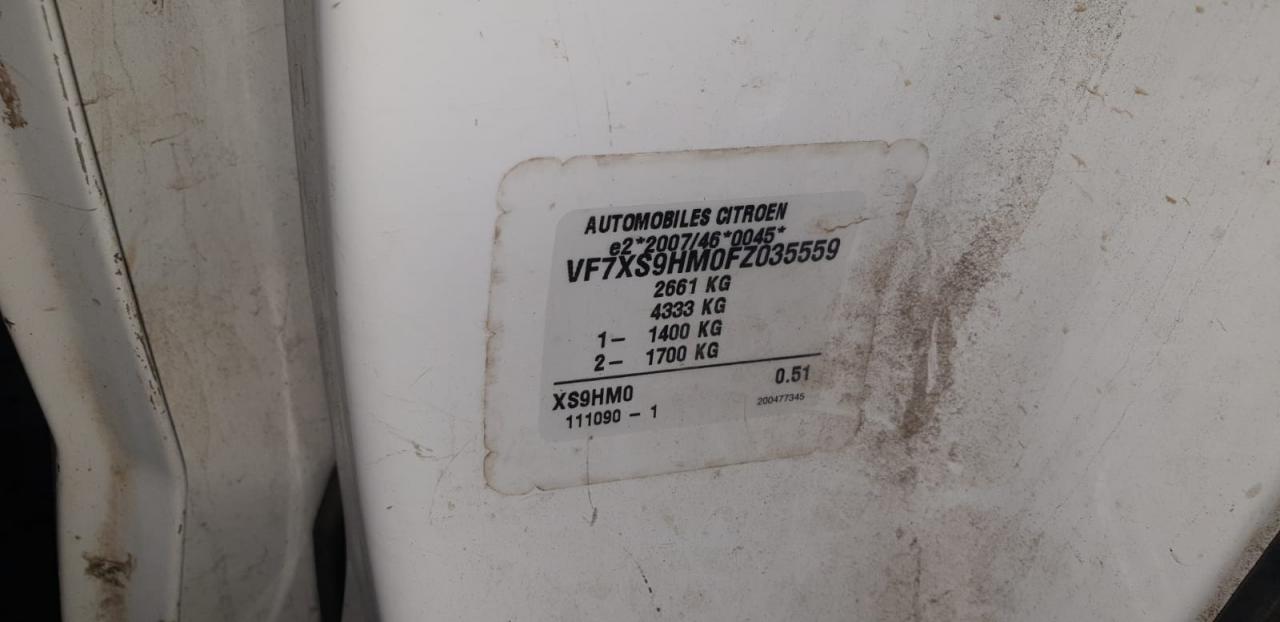 AUTOMOBILES CITROEN
e2*2007/46*0045*
VF7XS9HM0FZ035559
2661 KG
4333 KG
1- 1400 KG
2- 1700 KG
XS9HM0 0.51
111090 - 1 200477345